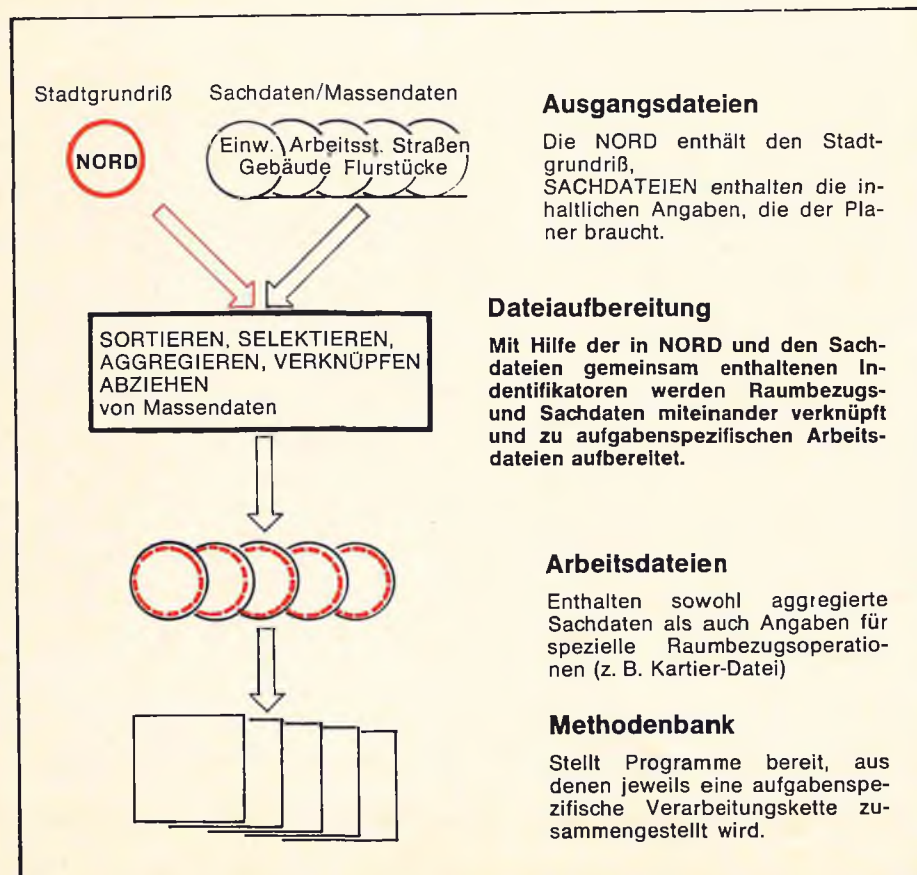 Stadtgrundriß
Sachdaten/Massendaten
NORD
Einw. Arbeitsst. Straßen
Gebäude Flurstücke
Ausgangsdateien
Die NORD enthält den Stadt-
grundriß,
SACHDATEIEN enthalten die in-
haltlichen Angaben, die der Pla-
ner braucht.
SORTIEREN, SELEKTIEREN,
AGGREGIEREN, VERKNÜPFEN
ABZIEHEN
von Massendaten
Dateiaufbereitung
Mit Hilfe der in NORD und den Sach-
dateien gemeinsam enthaltenen In-
dentifikatoren werden Raumbezugs-
und Sachdaten miteinander verknüpft
und zu aufgabenspezifischen Arbeits-
dateien aufbereitet.
Arbeitsdateien
Enthalten sowohl aggregierte
Sachdaten als auch Angaben für
spezielle Raumbezugsoperatio-
nen (z. B. Kartier-Datei)
Methodenbank
Stellt Programme bereit, aus
denen jeweils eine aufgabenspe-
zifische Verarbeitungskette zu-
sammengestellt wird.